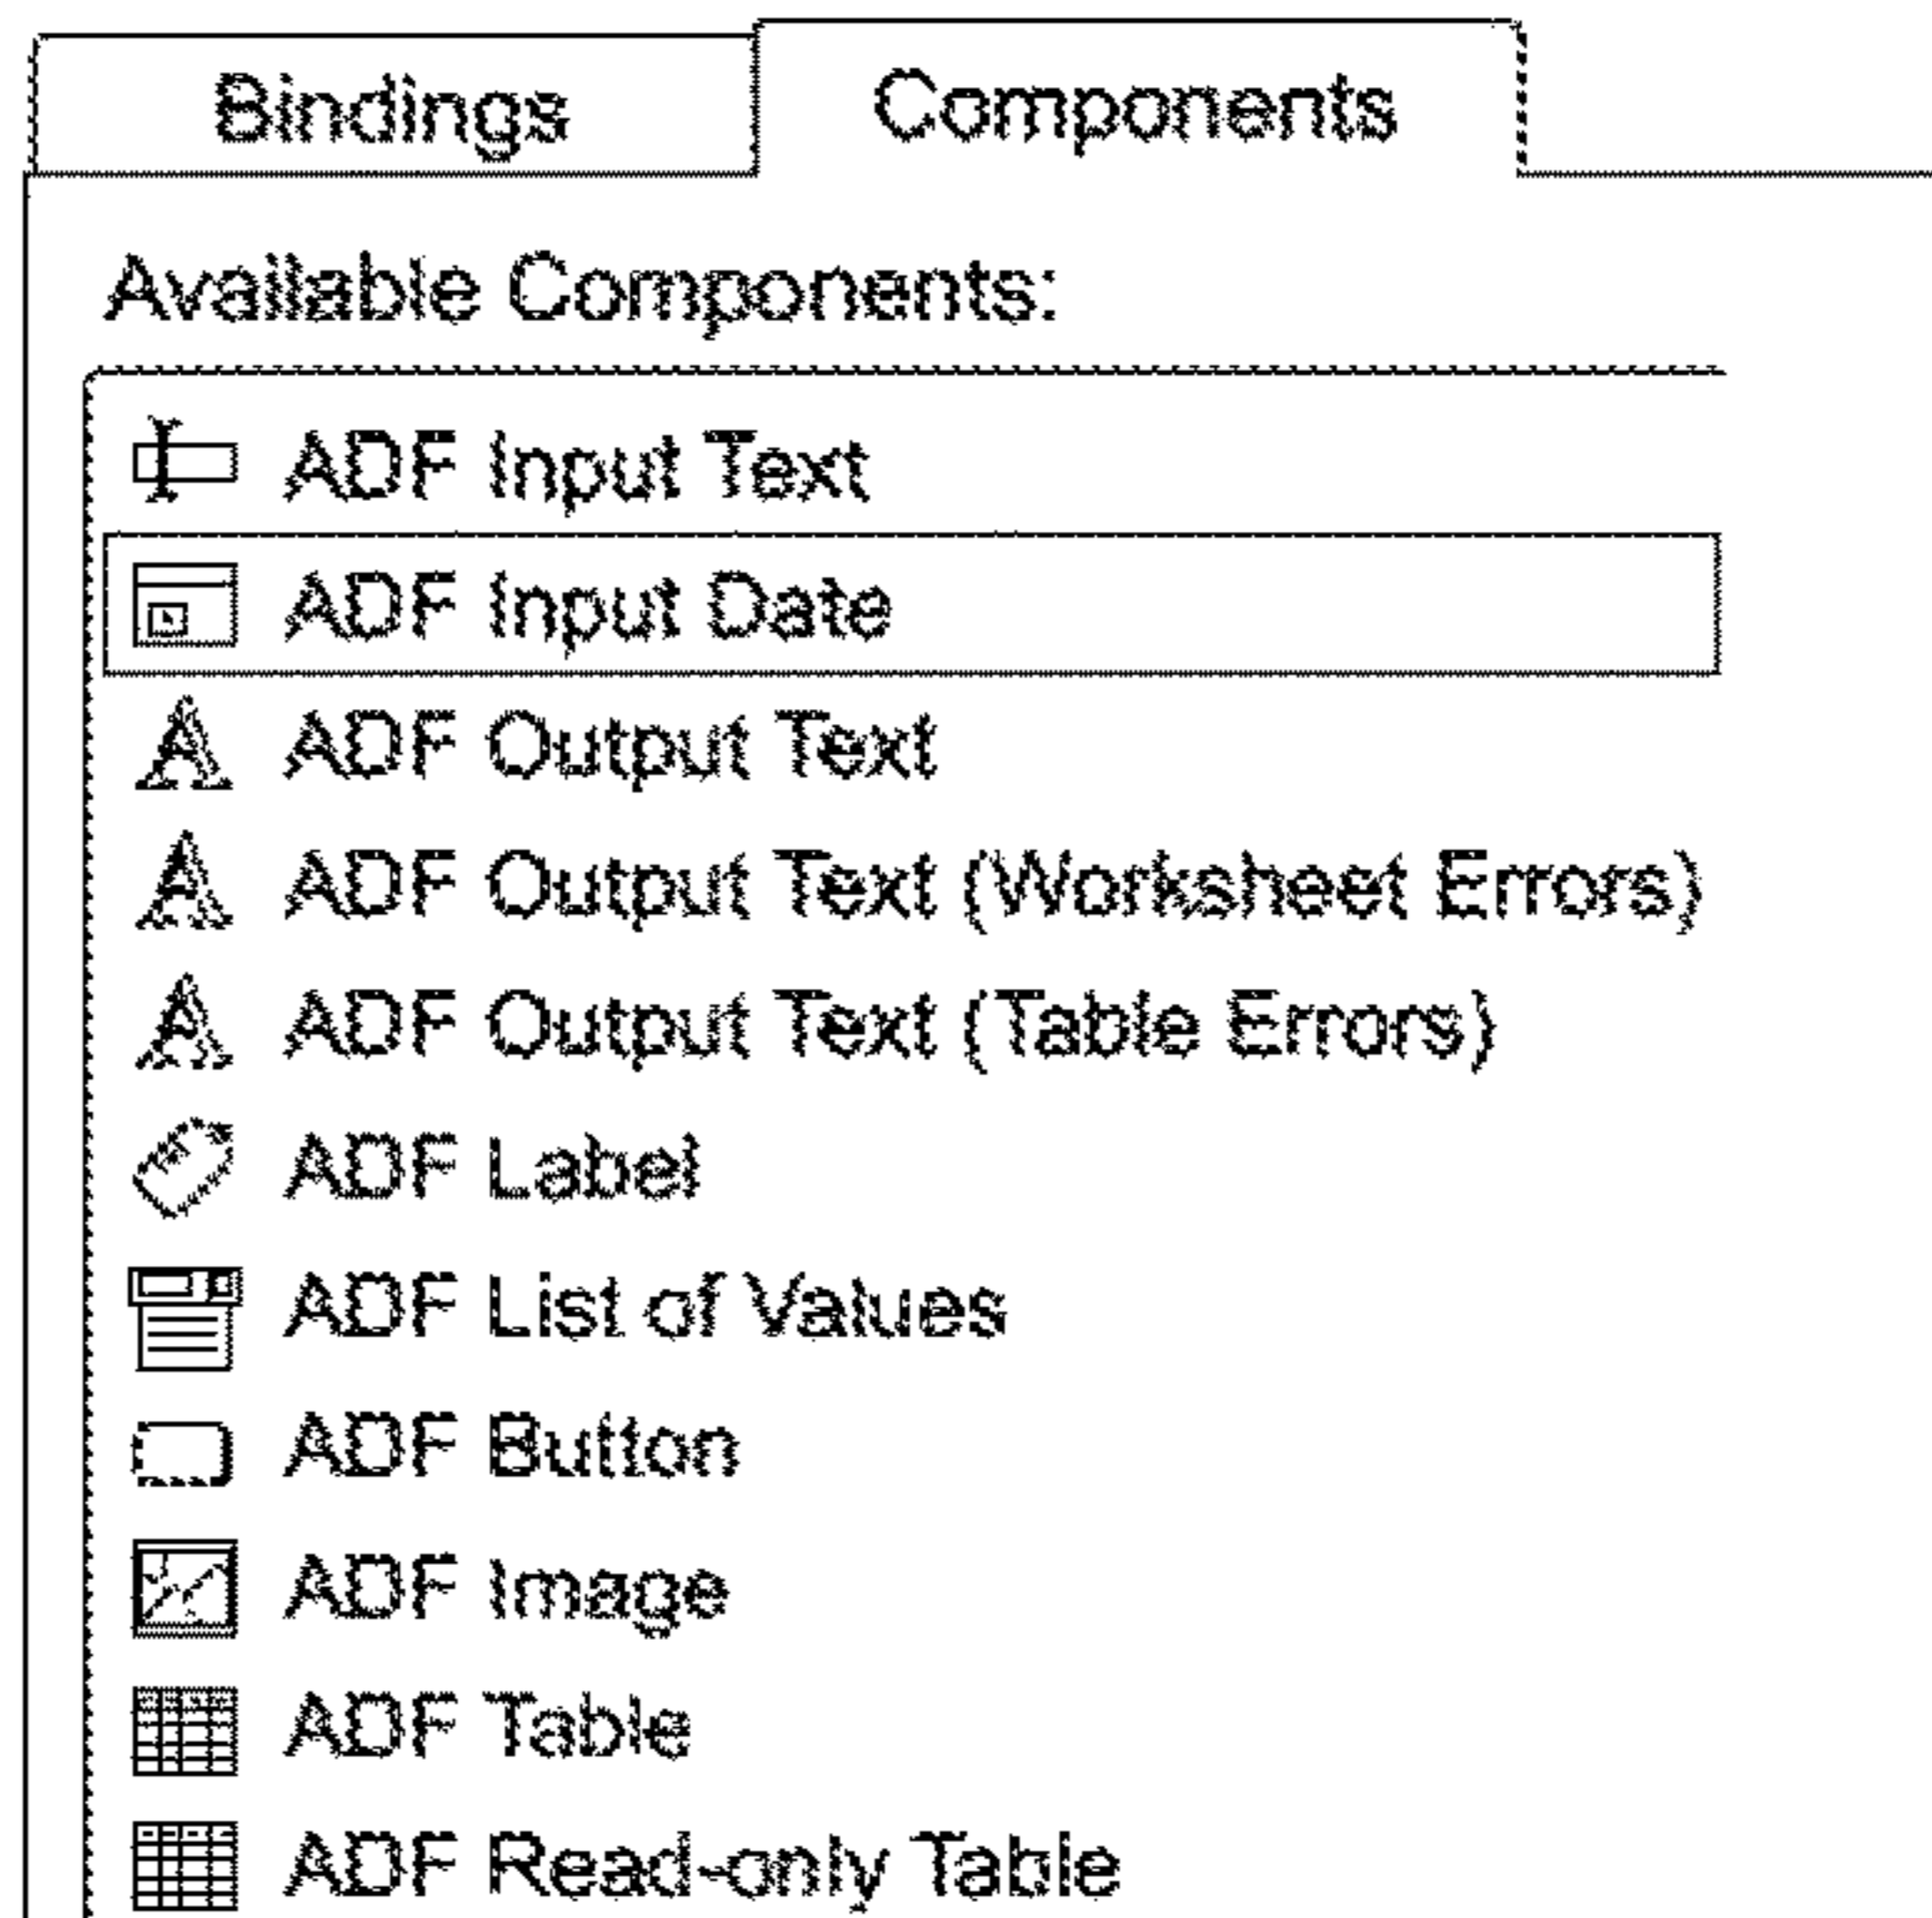 Bindings Components
Available Components:
ADF Input Text
ADF Input Date
ADF Output Text
ADF Output Text (Worksheet Errors)
ADF Output Text (Table Errors)
ADF Label
ADF List of Values
ADF Button
ADF Image
ADF Table
ADF Read-only Table